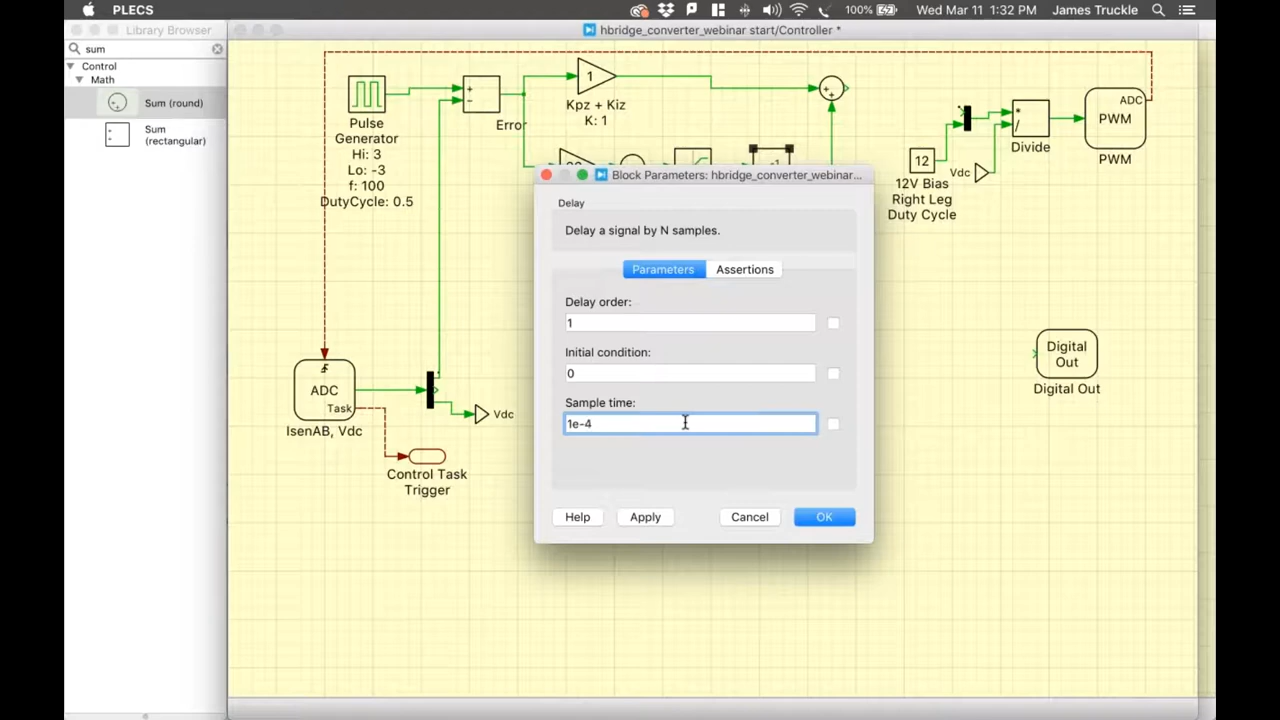 PLECS
100%
Wed Mar 11 1:32 PM
James Truckle
Library Browser
hbridge_converter_webinar start/Controller *
sum
Control
Math
Sum (round)
Sum
(rectangular)
Pulse
Generator
Hi: 3
Lo: -3
f: 100
DutyCycle: 0.5
Error
1
Kpz + Kiz
K: 1
12
12V Bias
Right Leg
Duty Cycle
Vdc
Divide
ADC
PWM
PWM
Block Parameters: hbridge_converter_webinar...
Delay
Delay a signal by N samples.
Parameters
Assertions
Delay order:
1
Initial condition:
0
Sample time:
1e-4
Help
Apply
Cancel
OK
ADC
Task
IsenAB, Vdc
Vdc
Control Task
Trigger
Digital
Out
Digital Out